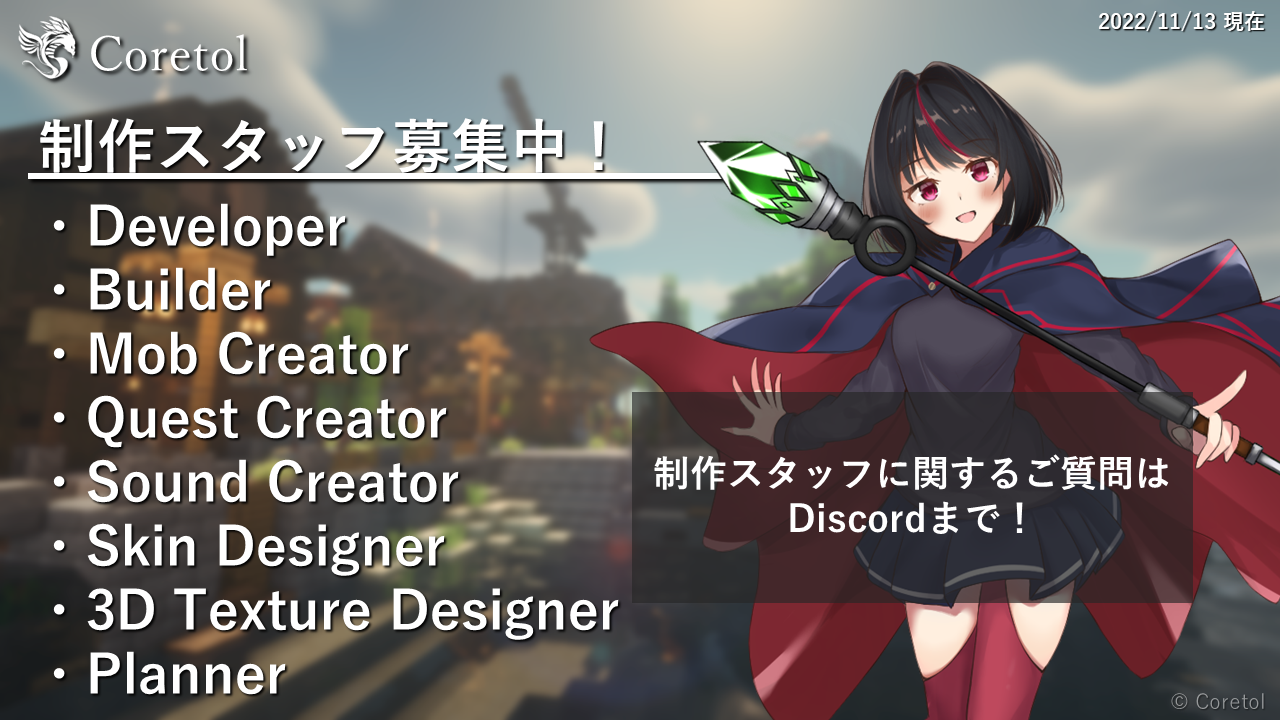 Coretol
2022/11/13 現在
制作スタッフ募集中！
・Developer
・Builder
・Mob Creator
・Quest Creator
・Sound Creator
・Skin Designer
・3D Texture Designer
・Planner
制作スタッフに関するご質問は
Discordまで！
© Coretol